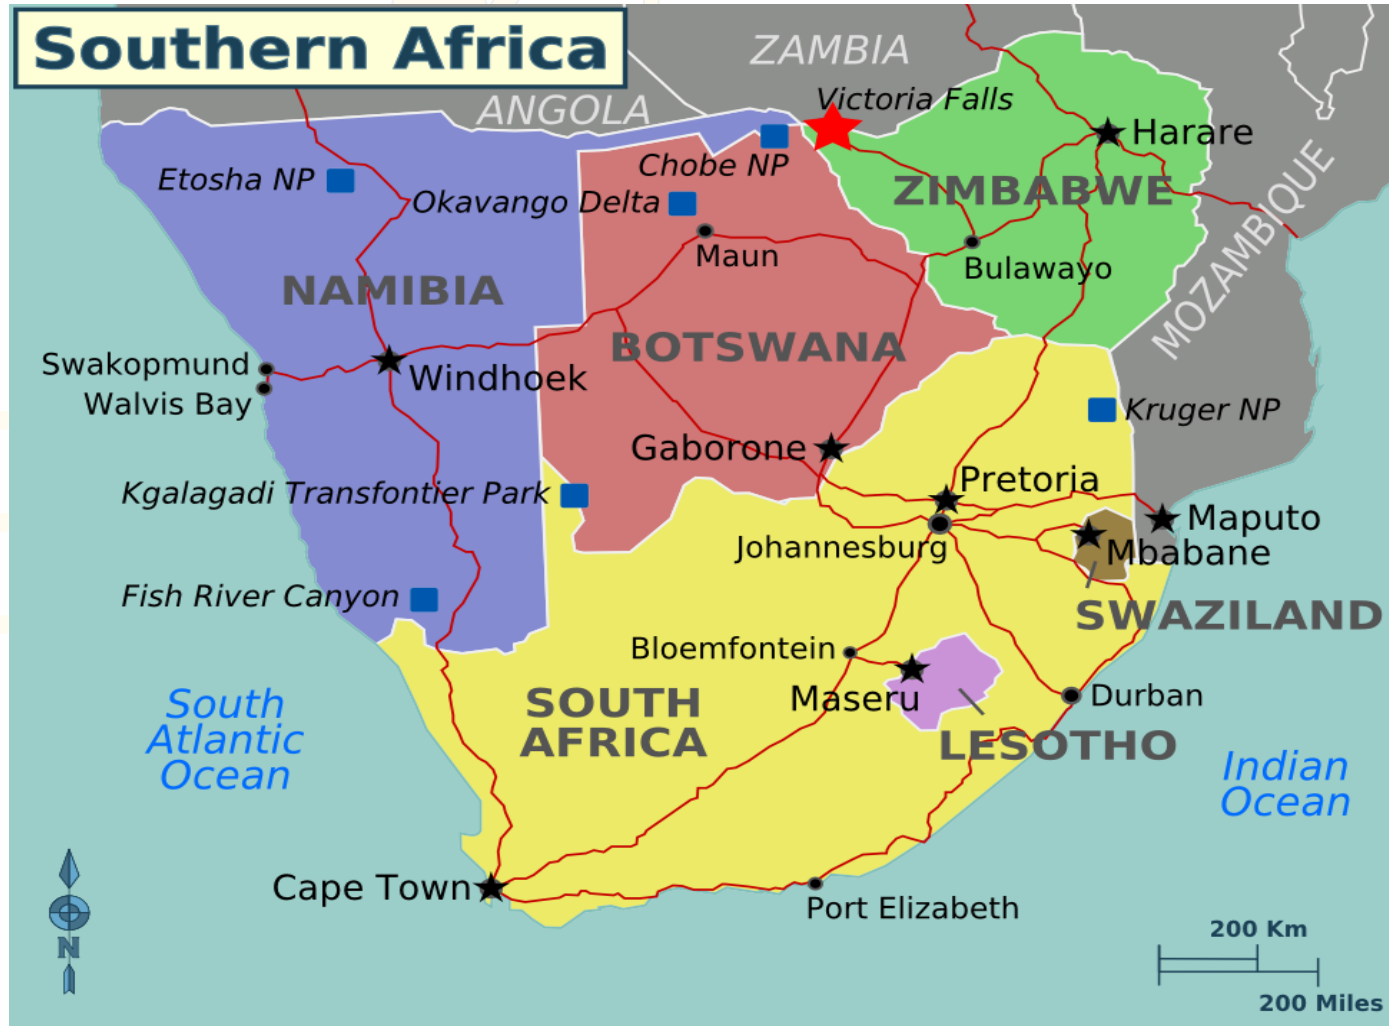 Southern Africa
ZAMBIA
ANGOLA
Victoria Falls
Harare
Chobe NP
Etosha NP
Okavango Delta
ZIMBABWE
MOZAMBIQUE
Maun
Bulawayo
NAMIBIA
BOTSWANA
Swakopmund
Windhoek
Walvis Bay
Kruger NP
Gaborone
Pretoria
Kgalagadi Transfontier Park
Maputo
Johannesburg
Mbabane
Fish River Canyon
SWAZILAND
Bloemfontein
Maseru
Durban
South
Atlantic
Ocean
SOUTH
AFRICA
LESOTHO
Indian
Ocean
Cape Town
Port Elizabeth
N
200 Km
200 Miles